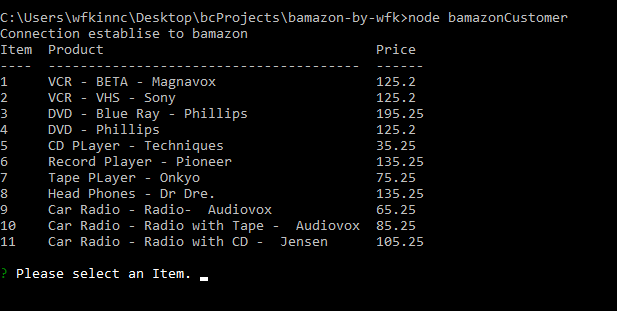 C:\Users\wfkinnc\Desktop\bcProjects\bamazon-by-wfk>node bamazonCustomer
Connection establise to bamazon
Item  Product                                  Price
----  ---------------------------------------  ------
1     VCR - BETA - Magnavox                    125.2
2     VCR - VHS - Sony                         125.2
3     DVD - Blue Ray - Phillips                195.25
4     DVD - Phillips                           125.2
5     CD PLayer - Techniques                   35.25
6     Record Player - Pioneer                  135.25
7     Tape PLayer - Onkyo                      75.25
8     Head Phones - Dr Dre.                    135.25
9     Car Radio - Radio-  Audiovox             65.25
10    Car Radio - Radio with Tape -  Audiovox  85.25
11    Car Radio - Radio with CD -  Jensen      105.25
? Please select an Item.